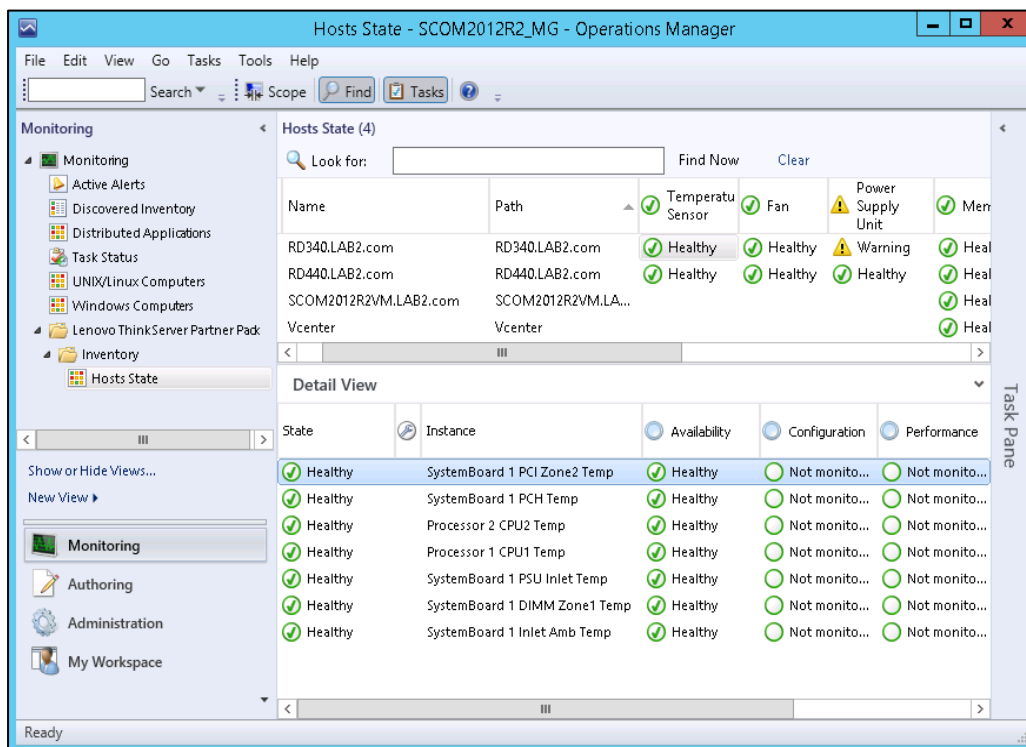 Hosts State - SCOM2012R2_MG - Operations Manager
File Edit View Go Tasks Tools Help
Search Scope Find Tasks
Monitoring
Monitoring
Active Alerts
Discovered Inventory
Distributed Applications
Task Status
UNIX/Linux Computers
Windows Computers
Lenovo ThinkServer Partner Pack
Inventory
Hosts State
Show or Hide Views...
New View
Monitoring
Authoring
Administration
My Workspace
Hosts State (4)
Look for: Find Now Clear
Name Path Temperatu Sensor Fan Power Supply Unit Mem
RD340.LAB2.com RD340.LAB2.com Healthy Healthy Warning Heal
RD440.LAB2.com RD440.LAB2.com Healthy Healthy Healthy Heal
SCOM2012R2VM.LAB2.com SCOM2012R2VM.LA... Heal
Vcenter Vcenter Heal
Detail View
State Instance Availability Configuration Performance
Healthy SystemBoard 1 PCI Zone2 Temp Healthy Not monito... Not monito...
Healthy SystemBoard 1 PCH Temp Healthy Not monito... Not monito...
Healthy Processor 2 CPU2 Temp Healthy Not monito... Not monito...
Healthy Processor 1 CPU1 Temp Healthy Not monito... Not monito...
Healthy SystemBoard 1 PSU Inlet Temp Healthy Not monito... Not monito...
Healthy SystemBoard 1 DIMM Zone1 Temp Healthy Not monito... Not monito...
Healthy SystemBoard 1 Inlet Amb Temp Healthy Not monito... Not monito...
Task Pane
Ready